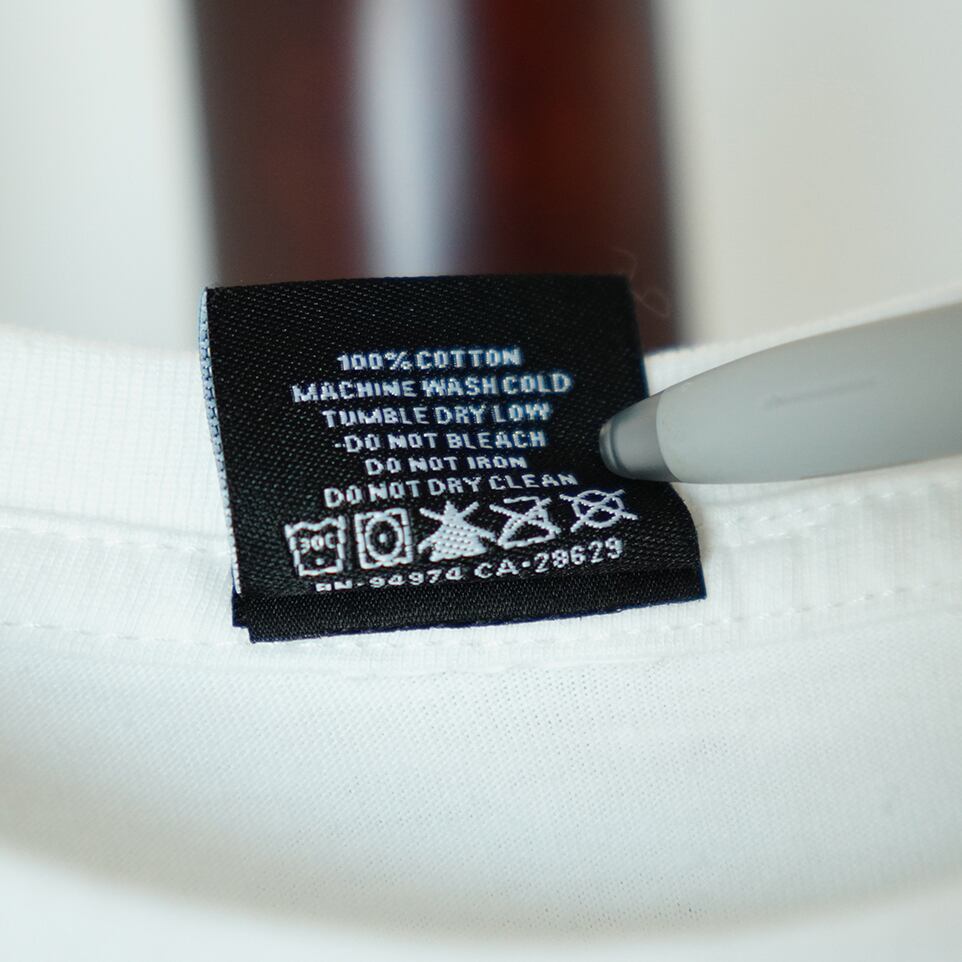 100% COTTON
MACHINE WASH COLD
TUMBLE DRY LOW
-DO NOT BLEACH
DO NOT IRON
DO NOT DRY CLEAN
30C
RN-94974 CA-28629